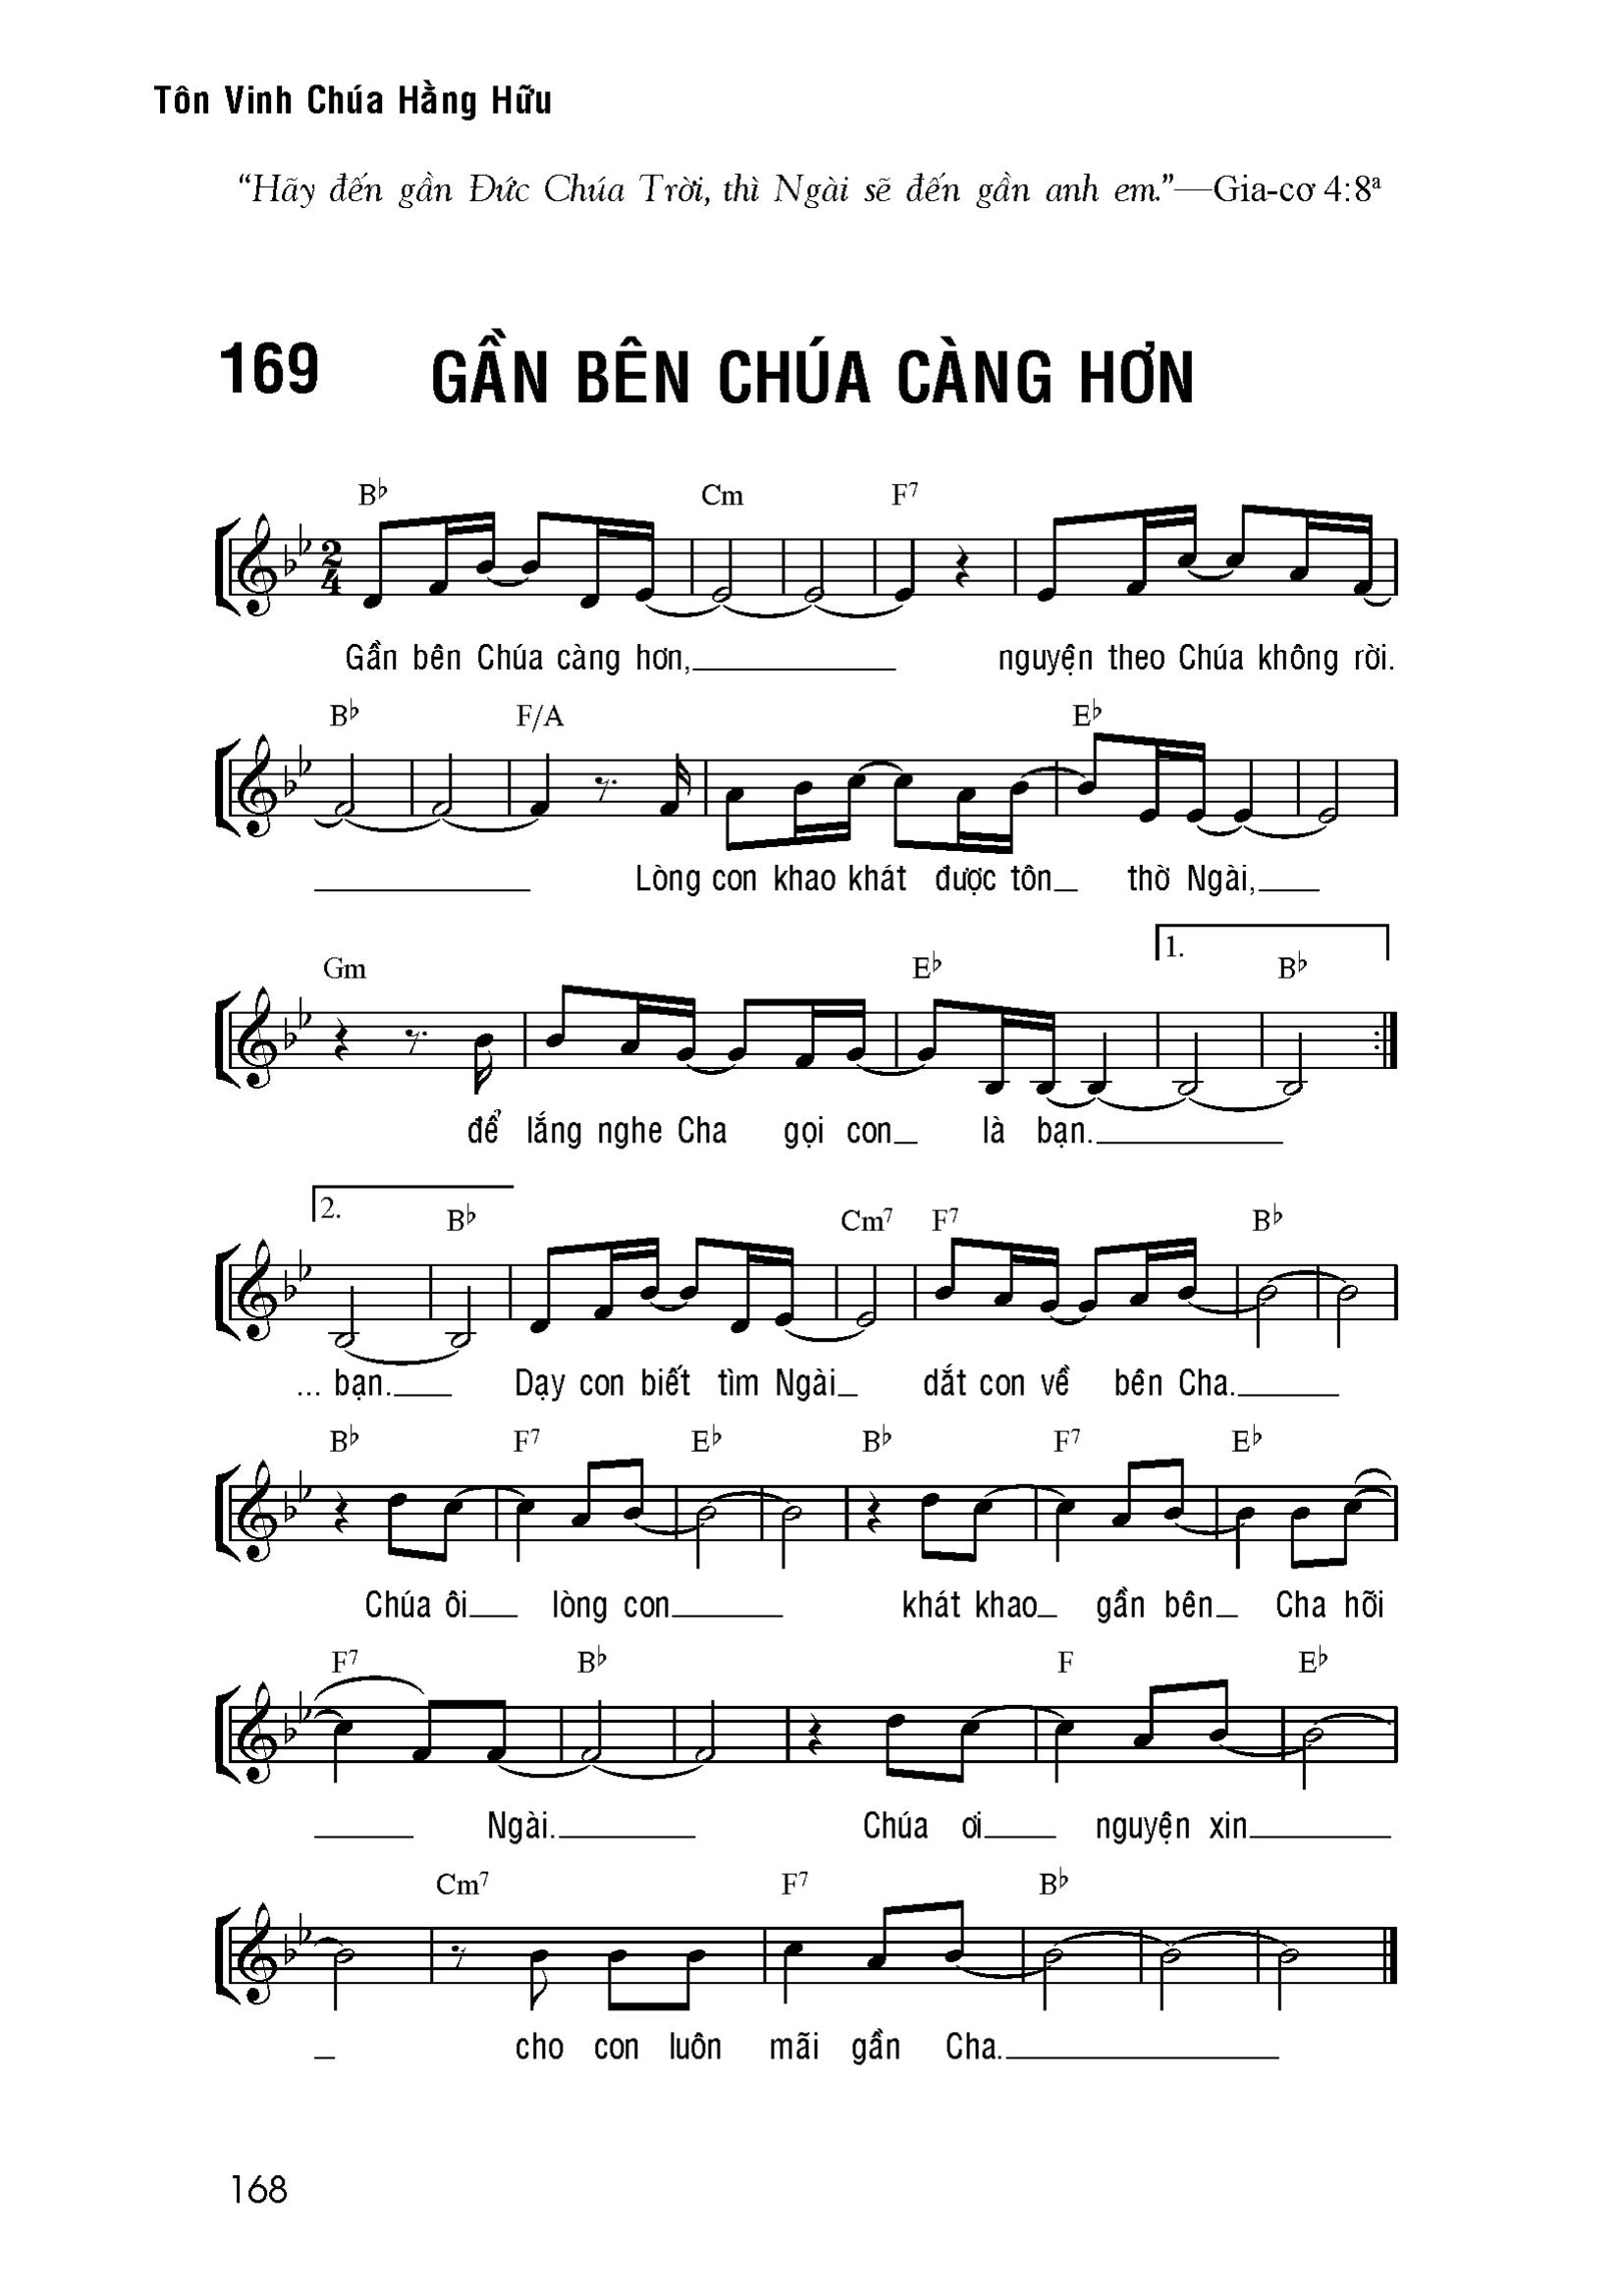 Tôn Vinh Chúa Hằng Hữu
“Hãy đến gần Đức Chúa Trời, thì Ngài sẽ đến gần anh em.”—Gia-cơ 4:8ª
169 GẦN BÊN CHÚA CÀNG HƠN
B♭ Cm F7
2 4
Gần bên Chúa càng hơn, nguyện theo Chúa không rời.
B♭ F/A E♭
Lòng con khao khát được tôn thờ Ngài,
1.
Gm E♭ B♭
để lắng nghe Cha gọi con là bạn.
2. B♭ Cm7 F7 B♭
... bạn. Dạy con biết tìm Ngài dắt con về bên Cha.
B♭ F7 E♭ B♭ F7 E♭
Chúa ôi lòng con khát khao gần bên Cha hỡi
F7 B♭ F E♭
Ngài. Chúa ơi nguyện xin
Cm7 F7 B♭
cho con luôn mãi gần Cha.
168